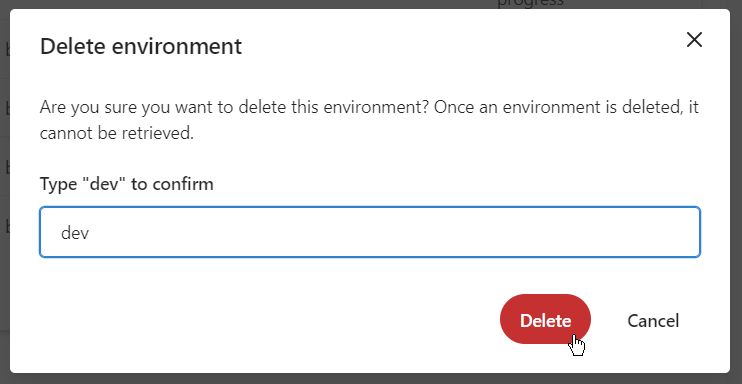 progress
Delete environment
Are you sure you want to delete this environment? Once an environment is deleted, it
cannot be retrieved.
Type "dev" to confirm
dev
Delete
Cancel